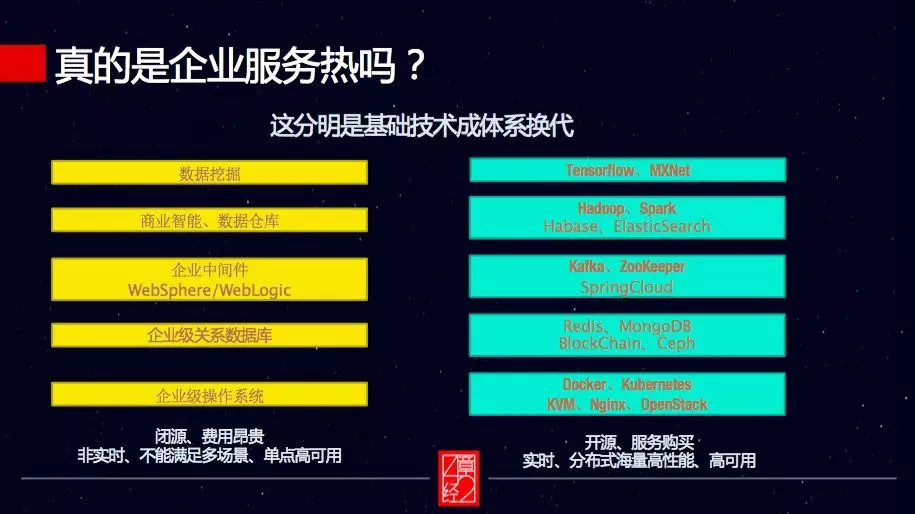 真的是企业服务热吗？
这分明是基础技术成体系换代
数据挖掘
商业智能、数据仓库
企业中间件
WebSphere/WebLogic
企业级关系数据库
企业级操作系统
闭源、费用昂贵
非实时、不能满足多场景、单点高可用
Tensorflow、MXNet
Hadoop、Spark
Habase、ElasticSearch
Kafka、ZooKeeper
SpringCloud
Redis、MongoDB
BlockChain、Ceph
Docker、Kubernetes
KVM、Nginx、OpenStack
开源、服务购买
实时、分布式海量高性能、高可用